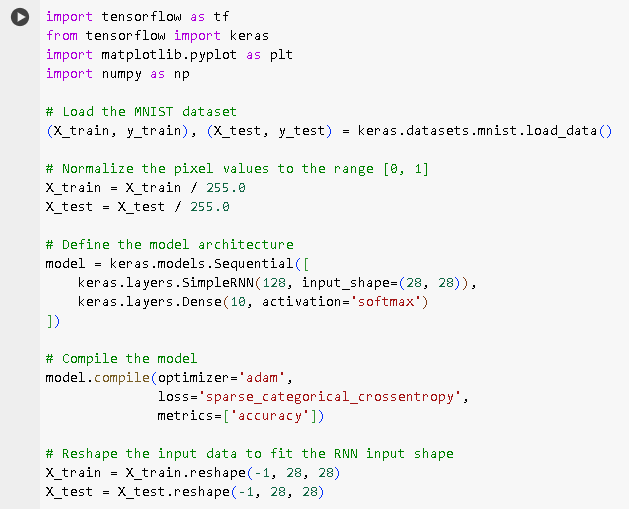 import tensorflow as tf
from tensorflow import keras
import matplotlib.pyplot as plt
import numpy as np

# Load the MNIST dataset
(X_train, y_train), (X_test, y_test) = keras.datasets.mnist.load_data()

# Normalize the pixel values to the range [0, 1]
X_train = X_train / 255.0
X_test = X_test / 255.0

# Define the model architecture
model = keras.models.Sequential([
    keras.layers.SimpleRNN(128, input_shape=(28, 28)),
    keras.layers.Dense(10, activation='softmax')
])

# Compile the model
model.compile(optimizer='adam',
              loss='sparse_categorical_crossentropy',
              metrics=['accuracy'])

# Reshape the input data to fit the RNN input shape
X_train = X_train.reshape(-1, 28, 28)
X_test = X_test.reshape(-1, 28, 28)